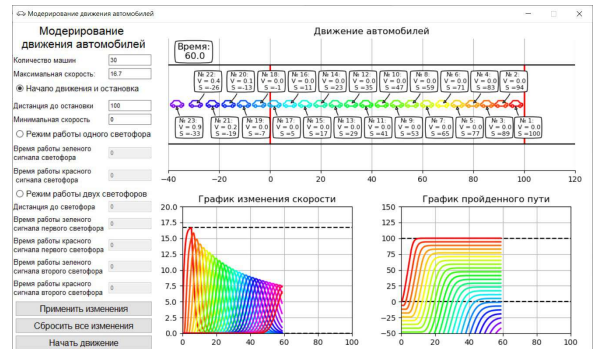 Модерирование движения автомобилей
Модерирование
движения автомобилей
Количество машин 30
Максимальная скорость: 16.7
Начало движения и остановка
Дистанция до остановки 100
Минимальная скорость 0
Режим работы одного светофора
Время работы зеленого
сигнала светофора 0
Время работы красного
сигнала светофора 0
Режим работы двух светофоров
Дистанция до светофора 0
Время работы зеленого
сигнала первого светофора 0
Время работы красного
сигнала первого светофора 0
Время работы зеленого
сигнала второго светофора 0
Время работы красного
сигнала второго светофора 0
Применить изменения
Сбросить все изменения
Начать движение
Движение автомобилей
Время:
60.0
№ 22: № 20: № 18: № 16: № 14: № 12: № 10: № 8: № 6: № 4: № 2:
V = 0.4 V = 0.1 V = 0.0 V = 0.0 V = 0.0 V = 0.0 V = 0.0 V = 0.0 V = 0.0 V = 0.0 V = 0.0
S =-26 S =-13 S =-1 S =11 S =23 S =35 S =47 S =59 S =71 S =83 S =94
№ 23: № 21: № 19: № 17: № 15: № 13: № 11: № 9: № 7: № 5: № 3: № 1:
V = 0.9 V = 0.2 V = 0.0 V = 0.0 V = 0.0 V = 0.0 V = 0.0 V = 0.0 V = 0.0 V = 0.0 V = 0.0 V = 0.0
S =-33 S =-19 S =-7 S =5 S =17 S =29 S =41 S =53 S =65 S =77 S =89 S =100
−40 −20 0 20 40 60 80 100 120
График изменения скорости
20.0
17.5
15.0
12.5
10.0
7.5
5.0
2.5
0.0
0 20 40 60 80 100
График пройденного пути
150
125
100
75
50
25
0
−25
−50
0 20 40 60 80 100